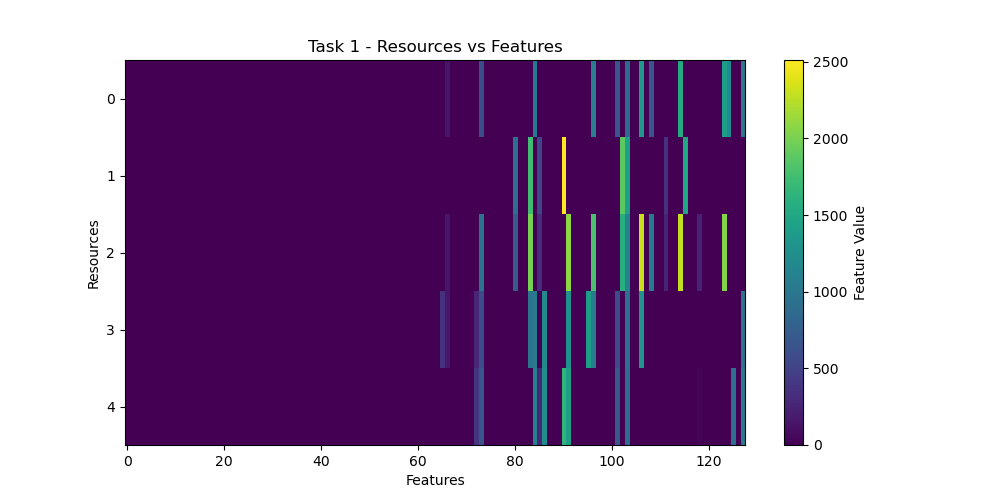 Task 1 - Resources vs Features
Resources
0
1
2
3
4
0 20 40 60 80 100 120
Features
2500
2000
1500
1000
500
0
Feature Value